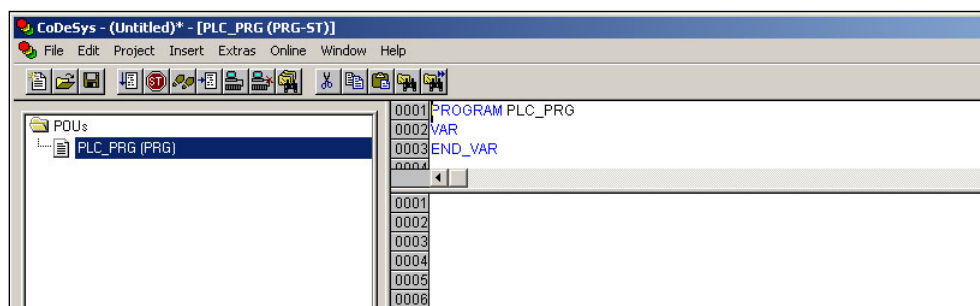 CoDeSys - (Untitled)* - [PLC_PRG (PRG-ST)]
File Edit Project Insert Extras Online Window Help
POUs
PLC_PRG (PRG)
0001 PROGRAM PLC_PRG
0002 VAR
0003 END_VAR
0004
0001
0002
0003
0004
0005
0006